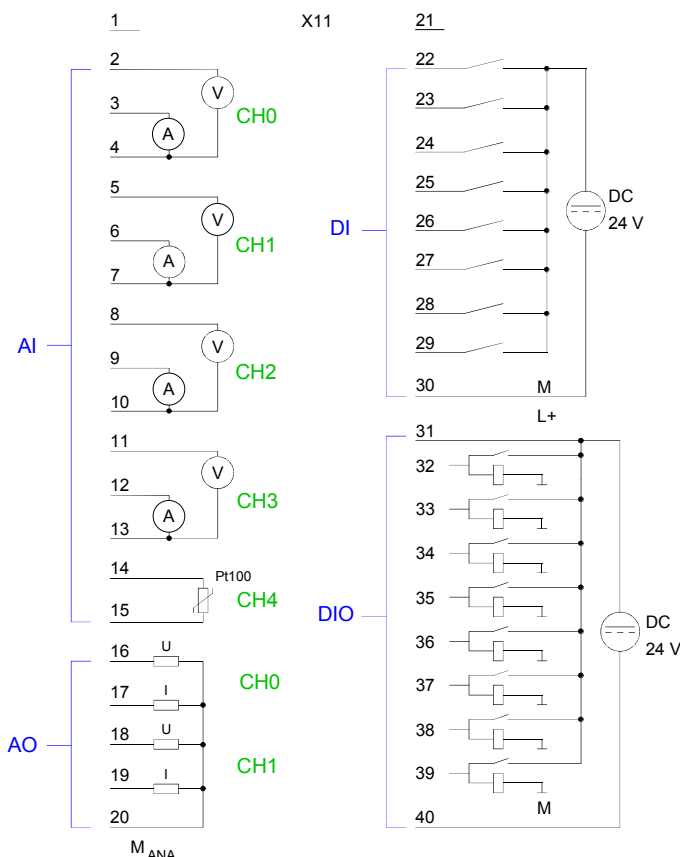 1
X11
21
2
V
CH0
3
A
4
5
V
CH1
6
A
7
AI
8
V
CH2
9
A
10
11
V
CH3
12
A
13
14
Pt100
CH4
15
16
U
CH0
17
I
AO
18
U
CH1
19
I
20
M ANA
22
23
24
25
DC
24 V
DI
26
27
28
29
30
M
L+
31
32
33
34
35
DIO
DC
24 V
36
37
38
39
M
40